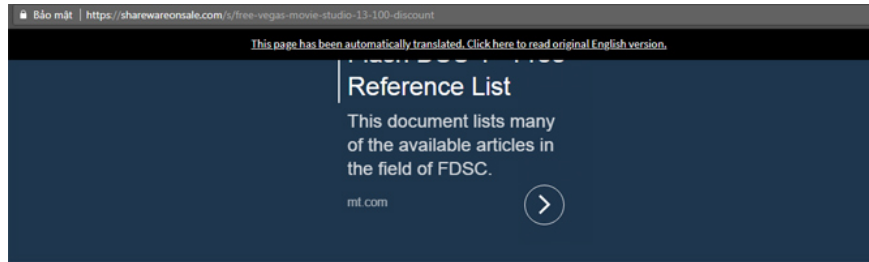 Bảo mật | https://sharewareonsale.com/s/free-vegas-movie-studio-13-100-discount
This page has been automatically translated. Click here to read original English version.
Reference List
This document lists many
of the available articles in
the field of FDSC.
mt.com